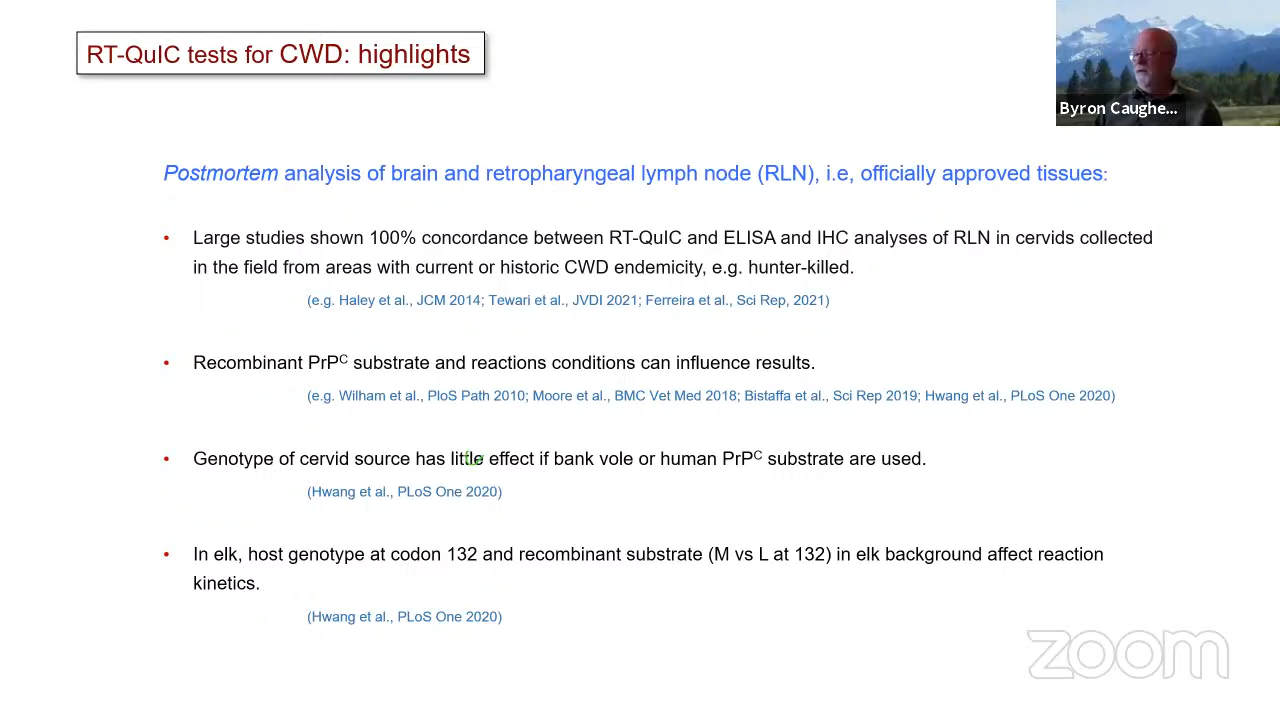 RT-QuIC tests for CWD: highlights
Byron Caughe...
Postmortem analysis of brain and retropharyngeal lymph node (RLN), i.e, officially approved tissues:
• Large studies shown 100% concordance between RT-QuIC and ELISA and IHC analyses of RLN in cervids collected
in the field from areas with current or historic CWD endemicity, e.g. hunter-killed.
(e.g. Haley et al., JCM 2014; Tewari et al., JVDI 2021; Ferreira et al., Sci Rep, 2021)
• Recombinant PrPᶜ substrate and reactions conditions can influence results.
(e.g. Wilham et al., PloS Path 2010; Moore et al., BMC Vet Med 2018; Bistaffa et al., Sci Rep 2019; Hwang et al., PLoS One 2020)
• Genotype of cervid source has little effect if bank vole or human PrPᶜ substrate are used.
(Hwang et al., PLoS One 2020)
• In elk, host genotype at codon 132 and recombinant substrate (M vs L at 132) in elk background affect reaction
kinetics.
(Hwang et al., PLoS One 2020)
zoom